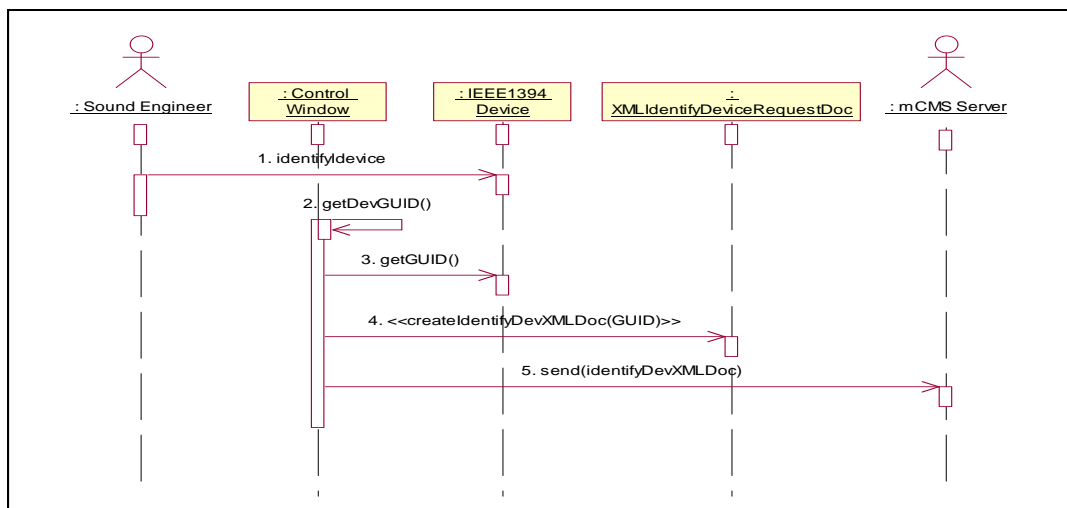 : Sound Engineer
: Control
Window
: IEEE1394
Device
:
XMLIdentifyDeviceRequestDoc
: mCMS Server
1. identifyIdevice
2. getDevGUID()
3. getGUID()
4. <<createIdentifyDevXMLDoc(GUID)>>
5. send(identifyDevXMLDoc)